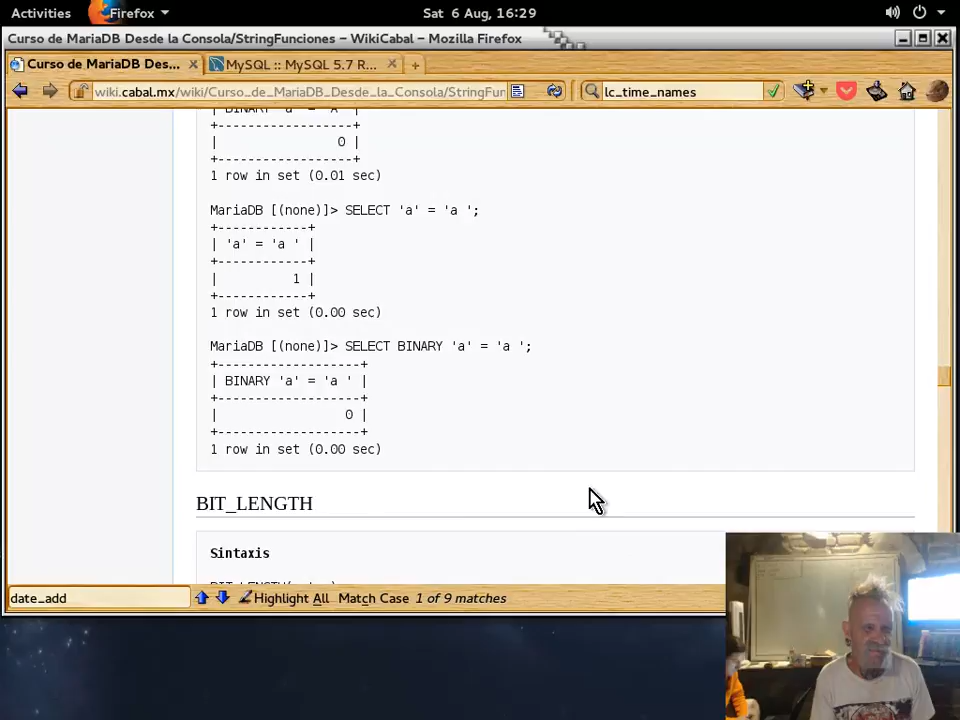 Activities Firefox Sat 6 Aug, 16:29
Curso de MariaDB Desde la Consola/StringFunciones – WikiCabal – Mozilla Firefox
Curso de MariaDB Des... MySQL :: MySQL 5.7 R...
wiki.cabal.mx/wiki/Curso_de_MariaDB_Desde_la_Consola/StringFun lc_time_names
| BINARY 'a' = 'A' |
+------------------+
| 0 |
+------------------+
1 row in set (0.01 sec)
MariaDB [(none)]> SELECT 'a' = 'a ';
+------------+
| 'a' = 'a ' |
+------------+
| 1 |
+------------+
1 row in set (0.00 sec)
MariaDB [(none)]> SELECT BINARY 'a' = 'a ';
+-------------------+
| BINARY 'a' = 'a ' |
+-------------------+
| 0 |
+-------------------+
1 row in set (0.00 sec)
BIT_LENGTH
Sintaxis
date_add Highlight All Match Case 1 of 9 matches